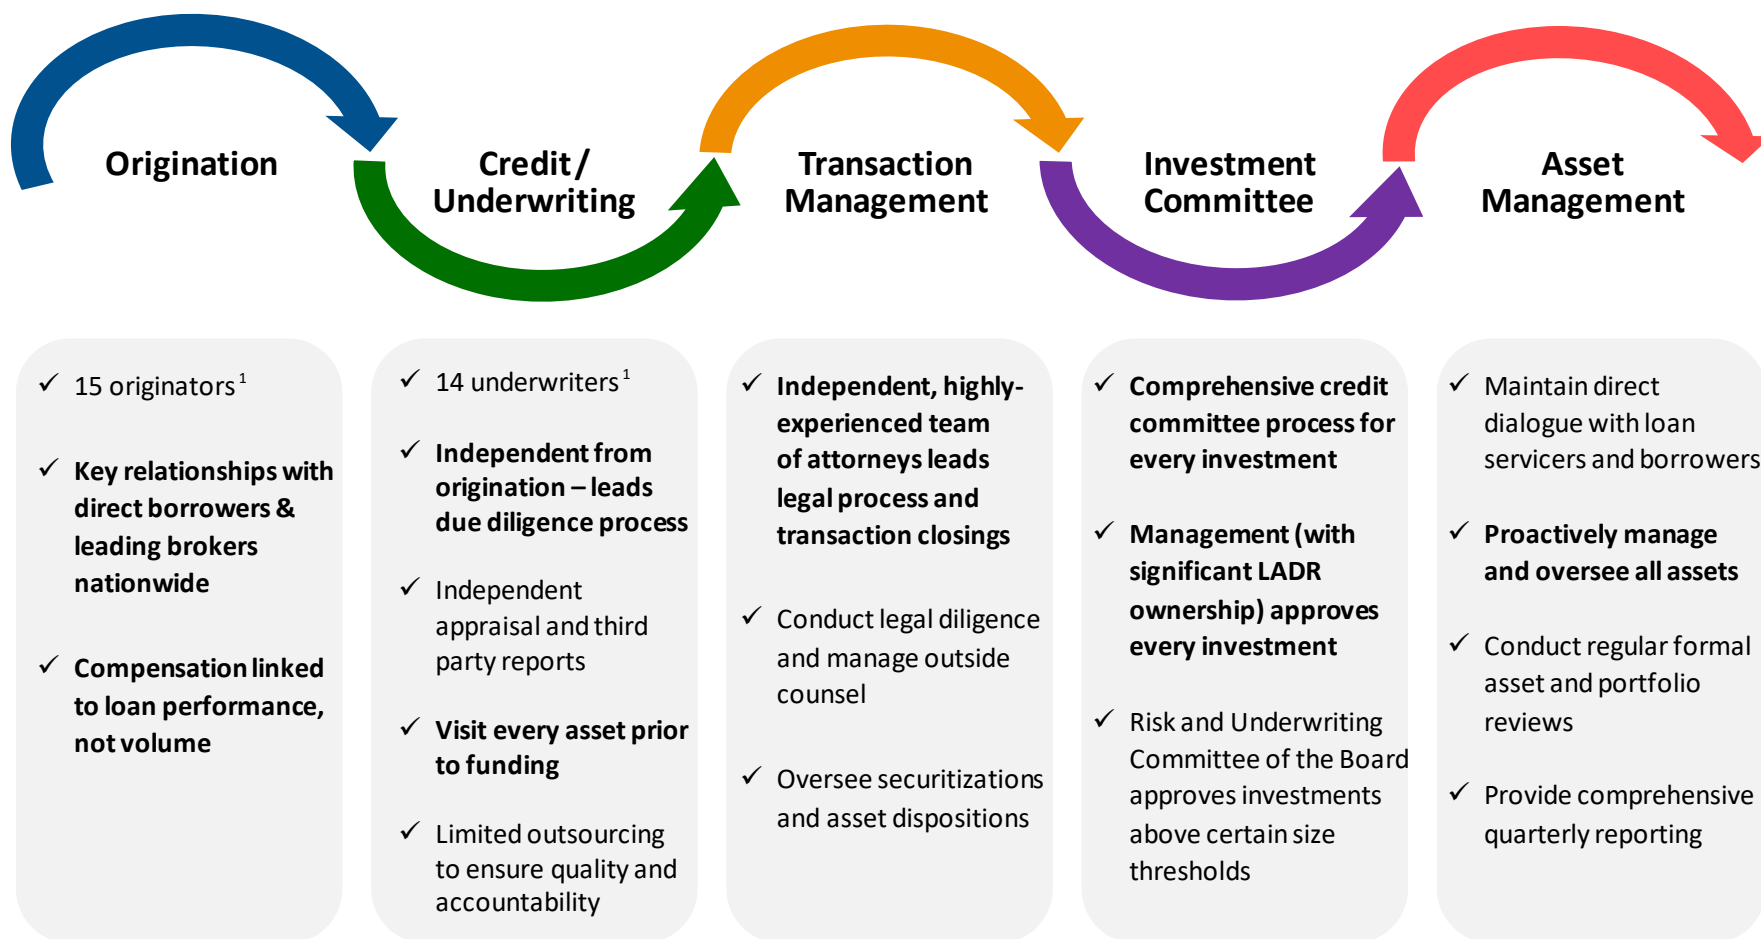 Origination
Credit/
Underwriting
Transaction
Management
Investment
Committee
Asset
Management
✓ 15 originators¹
✓ Key relationships with
direct borrowers &
leading brokers
nationwide
✓ Compensation linked
to loan performance,
not volume
✓ 14 underwriters¹
✓ Independent from
origination – leads
due diligence process
✓ Independent
appraisal and third
party reports
✓ Visit every asset prior
to funding
✓ Limited outsourcing
to ensure quality and
accountability
✓ Independent, highly-
experienced team
of attorneys leads
legal process and
transaction closings
✓ Conduct legal diligence
and manage outside
counsel
✓ Oversee securitizations
and asset dispositions
✓ Comprehensive credit
committee process for
every investment
✓ Management (with
significant LADR
ownership) approves
every investment
✓ Risk and Underwriting
Committee of the Board
approves investments
above certain size
thresholds
✓ Maintain direct
dialogue with loan
servicers and borrowers
✓ Proactively manage
and oversee all assets
✓ Conduct regular formal
asset and portfolio
reviews
✓ Provide comprehensive
quarterly reporting